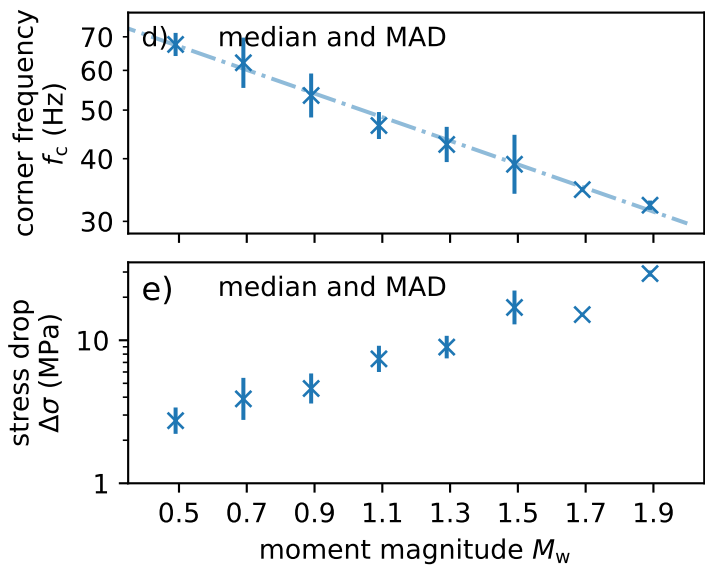 corner frequency
f_c (Hz)
70
60
50
40
30
d)
median and MAD
stress drop
Δσ (MPa)
10
1
e)
median and MAD
0.5 0.7 0.9 1.1 1.3 1.5 1.7 1.9
moment magnitude M_w